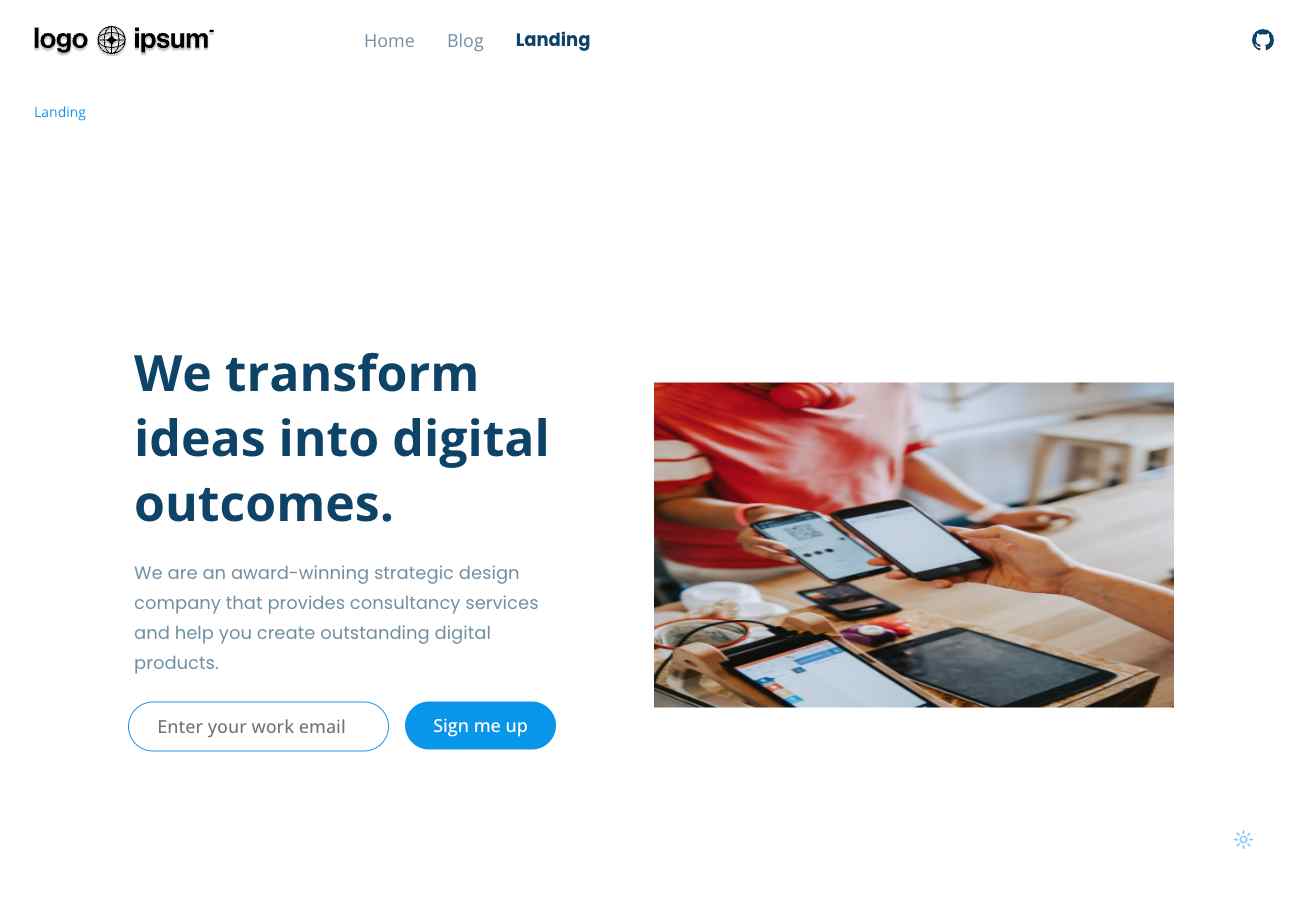 logo ipsum
Home Blog Landing
Landing
We transform
ideas into digital
outcomes.
We are an award-winning strategic design
company that provides consultancy services
and help you create outstanding digital
products.
Enter your work email
Sign me up